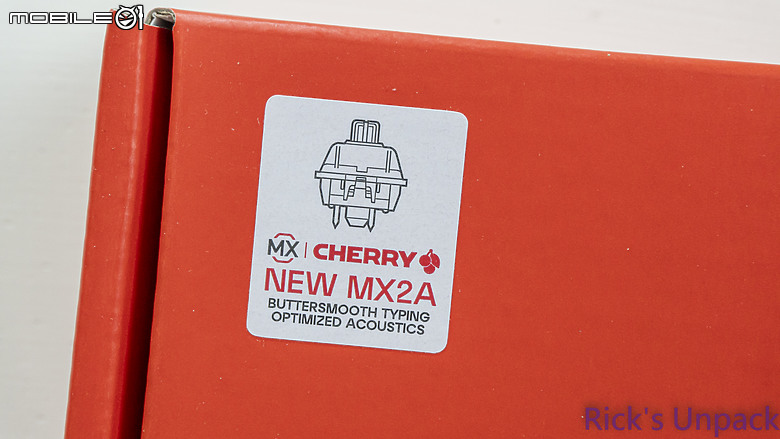 MOBILE01
MX | CHERRY
NEW MX2A
BUTTERSMOOTH TYPING
OPTIMIZED ACOUSTICS
Rick's Unpack